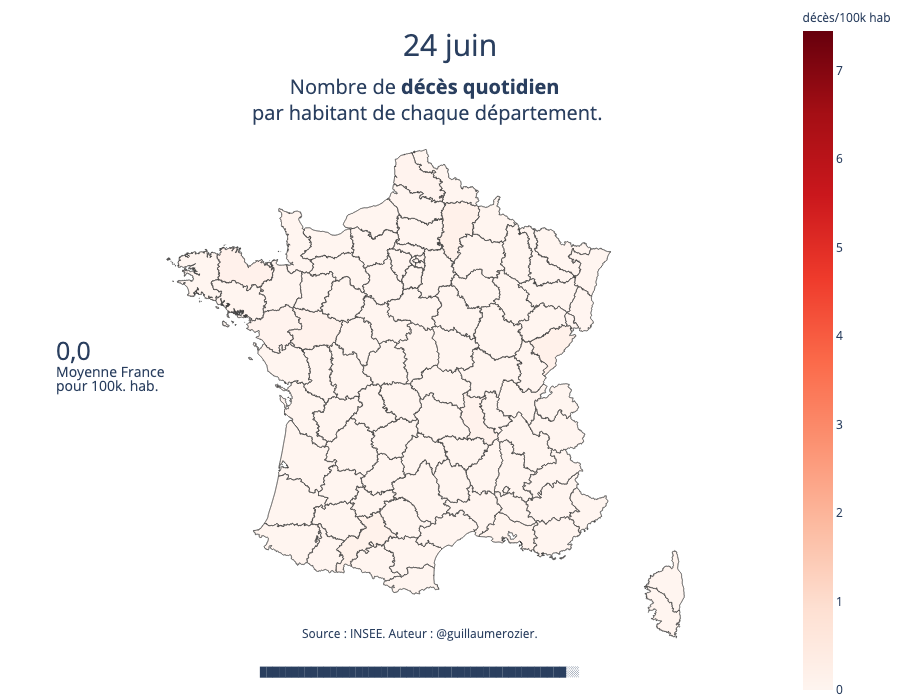 décès/100k hab
24 juin
Nombre de décès quotidien
par habitant de chaque département.
7
6
5
4
3
2
1
0
0,0
Moyenne France
pour 100k. hab.
Source : INSEE. Auteur : @guillaumerozier.